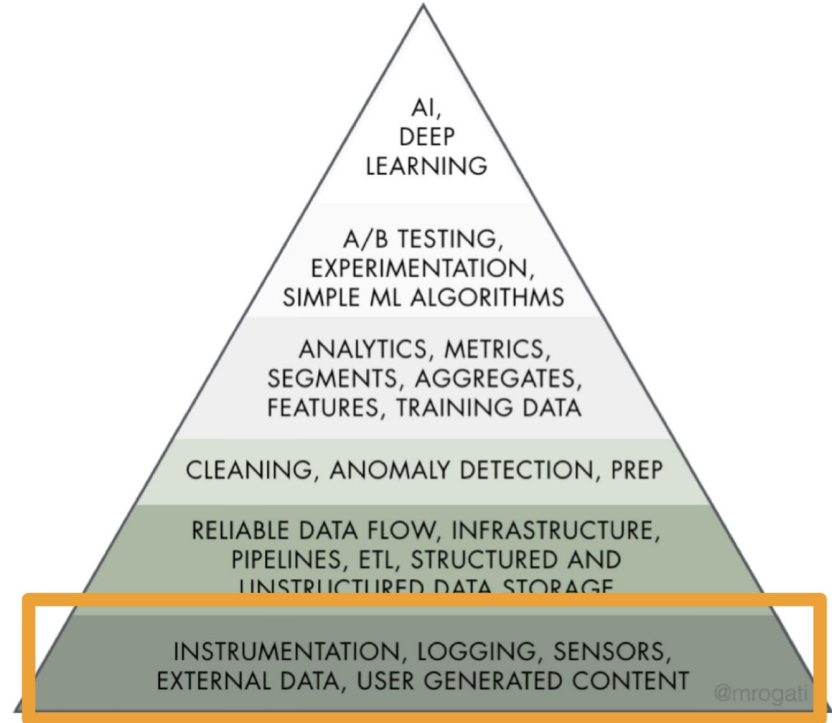 AI,
DEEP
LEARNING
A/B TESTING,
EXPERIMENTATION,
SIMPLE ML ALGORITHMS
ANALYTICS, METRICS,
SEGMENTS, AGGREGATES,
FEATURES, TRAINING DATA
CLEANING, ANOMALY DETECTION, PREP
RELIABLE DATA FLOW, INFRASTRUCTURE,
PIPELINES, ETL, STRUCTURED AND
UNSTRUCTURED DATA STORAGE
INSTRUMENTATION, LOGGING, SENSORS,
EXTERNAL DATA, USER GENERATED CONTENT
@mrogati